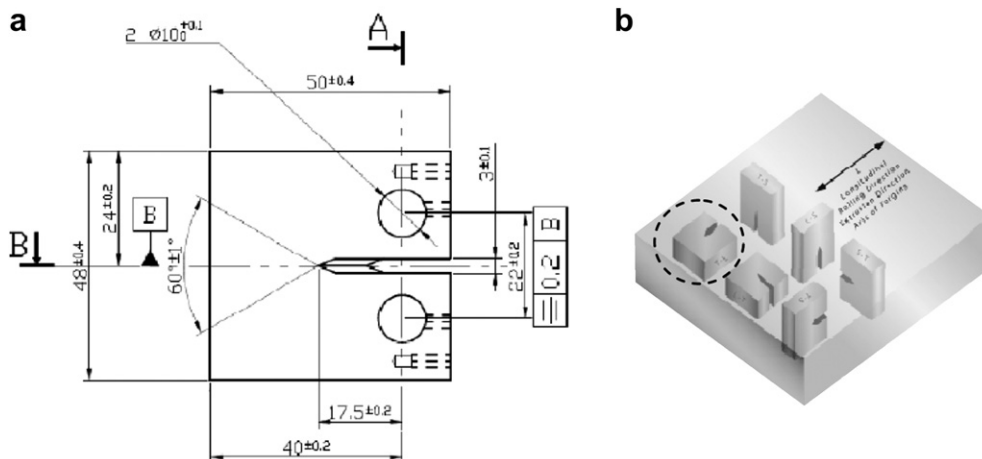 a
b
A
2 Ø10 0 +0.1
50±0.4
3±0.1
24±0.2
B
B
48±0.4
60°±1°
22±0.2
0.2 B
17.5±0.2
40±0.2
L
Longitudinal
Rolling Direction
Extrusion Direction
Axis of Forging